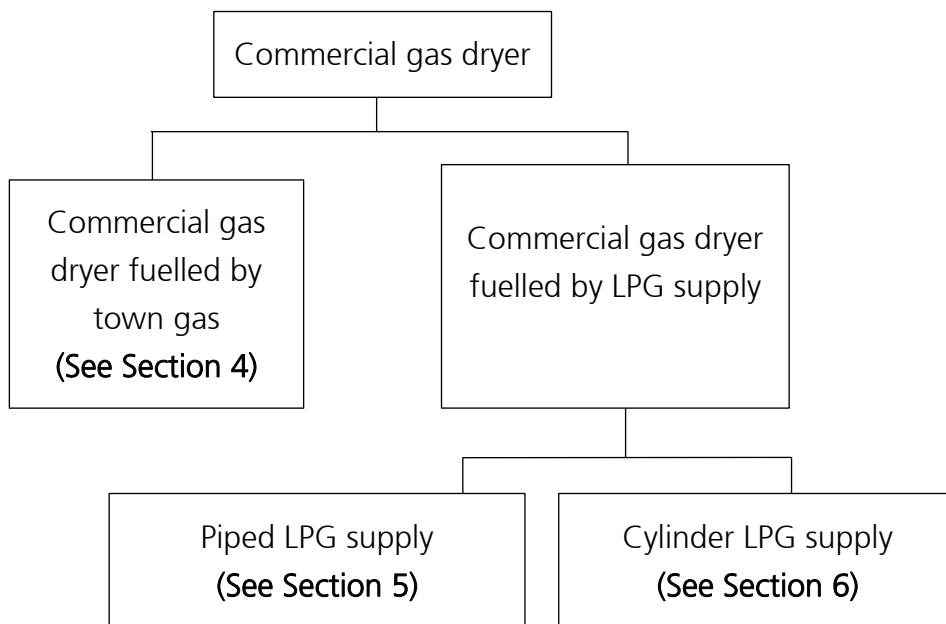 Commercial gas dryer
Commercial gas
dryer fuelled by
town gas
(See Section 4)
Commercial gas dryer
fuelled by LPG supply
Piped LPG supply
(See Section 5)
Cylinder LPG supply
(See Section 6)